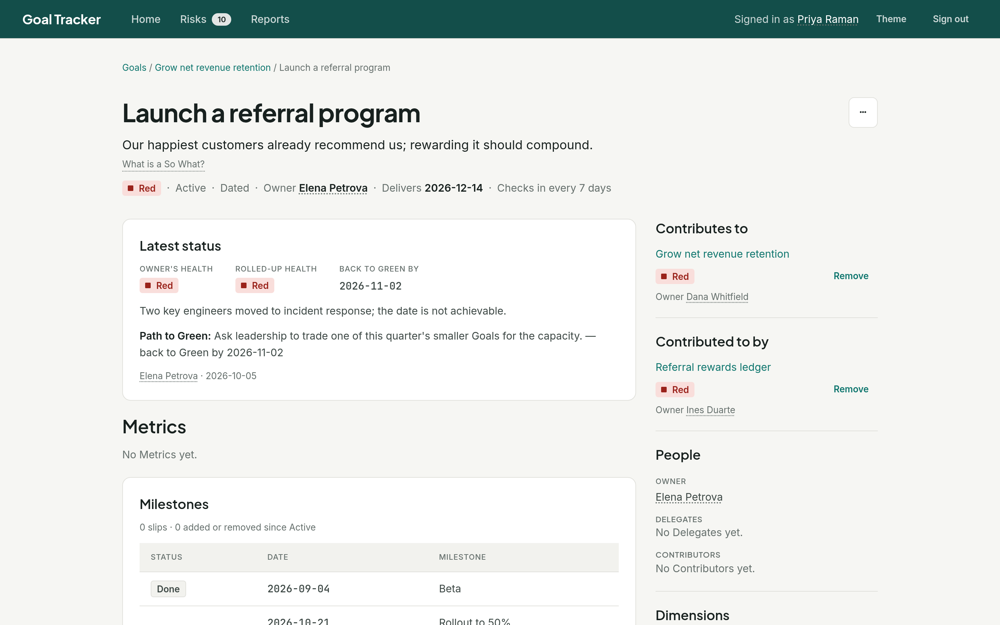 Goal Tracker
Home
Risks 10
Reports
Signed in as Priya Raman
Theme
Sign out
Goals / Grow net revenue retention / Launch a referral program
Launch a referral program
...
Our happiest customers already recommend us; rewarding it should compound.
What is a So What?
Red · Active · Dated · Owner Elena Petrova · Delivers 2026-12-14 · Checks in every 7 days
Latest status
OWNER'S HEALTH
Red
ROLLED-UP HEALTH
Red
BACK TO GREEN BY
2026-11-02
Two key engineers moved to incident response; the date is not achievable.
Path to Green: Ask leadership to trade one of this quarter's smaller Goals for the capacity. —
back to Green by 2026-11-02
Elena Petrova · 2026-10-05
Metrics
No Metrics yet.
Milestones
0 slips · 0 added or removed since Active
STATUS DATE MILESTONE
Done 2026-09-04 Beta
2026-10-21 Rollout to 50%
Contributes to
Grow net revenue retention
Red Remove
Owner Dana Whitfield
Contributed to by
Referral rewards ledger
Red Remove
Owner Ines Duarte
People
OWNER
Elena Petrova
DELEGATES
No Delegates yet.
CONTRIBUTORS
No Contributors yet.
Dimensions